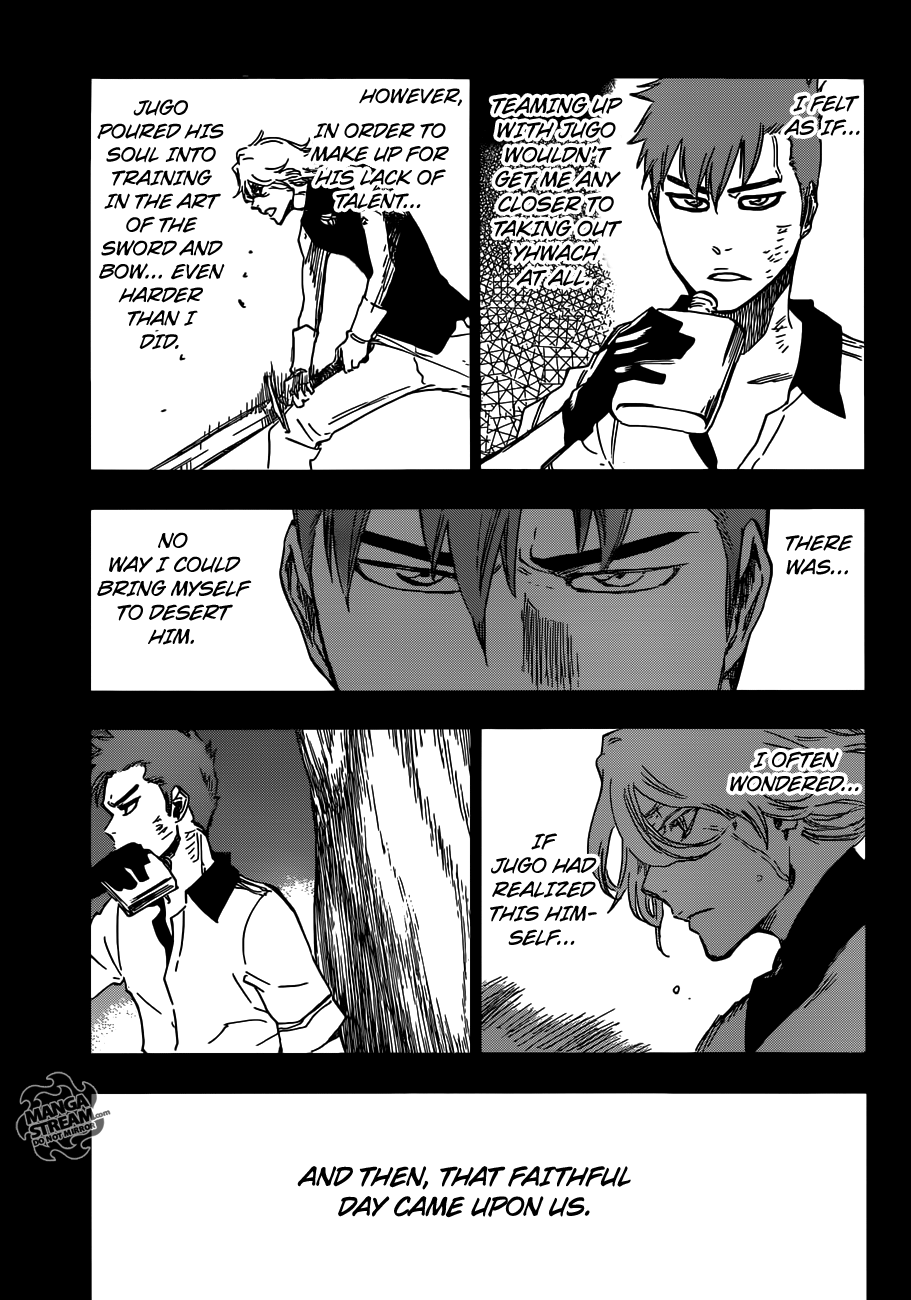 I FELT
AS IF...
TEAMING UP
WITH JUGO
WOULDN'T
GET ME ANY
CLOSER TO
TAKING OUT
YHWACH
AT ALL.
HOWEVER,
IN ORDER TO
MAKE UP FOR
HIS LACK OF
TALENT...
JUGO
POURED HIS
SOUL INTO
TRAINING
IN THE ART
OF THE
SWORD AND
BOW... EVEN
HARDER
THAN I
DID.
THERE
WAS...
NO
WAY I COULD
BRING MYSELF
TO DESERT
HIM.
I OFTEN
WONDERED...
IF
JUGO HAD
REALIZED
THIS HIM-
SELF...
AND THEN, THAT FAITHFUL
DAY CAME UPON US.
MANGA
STREAM.com
DO NOT MIRROR